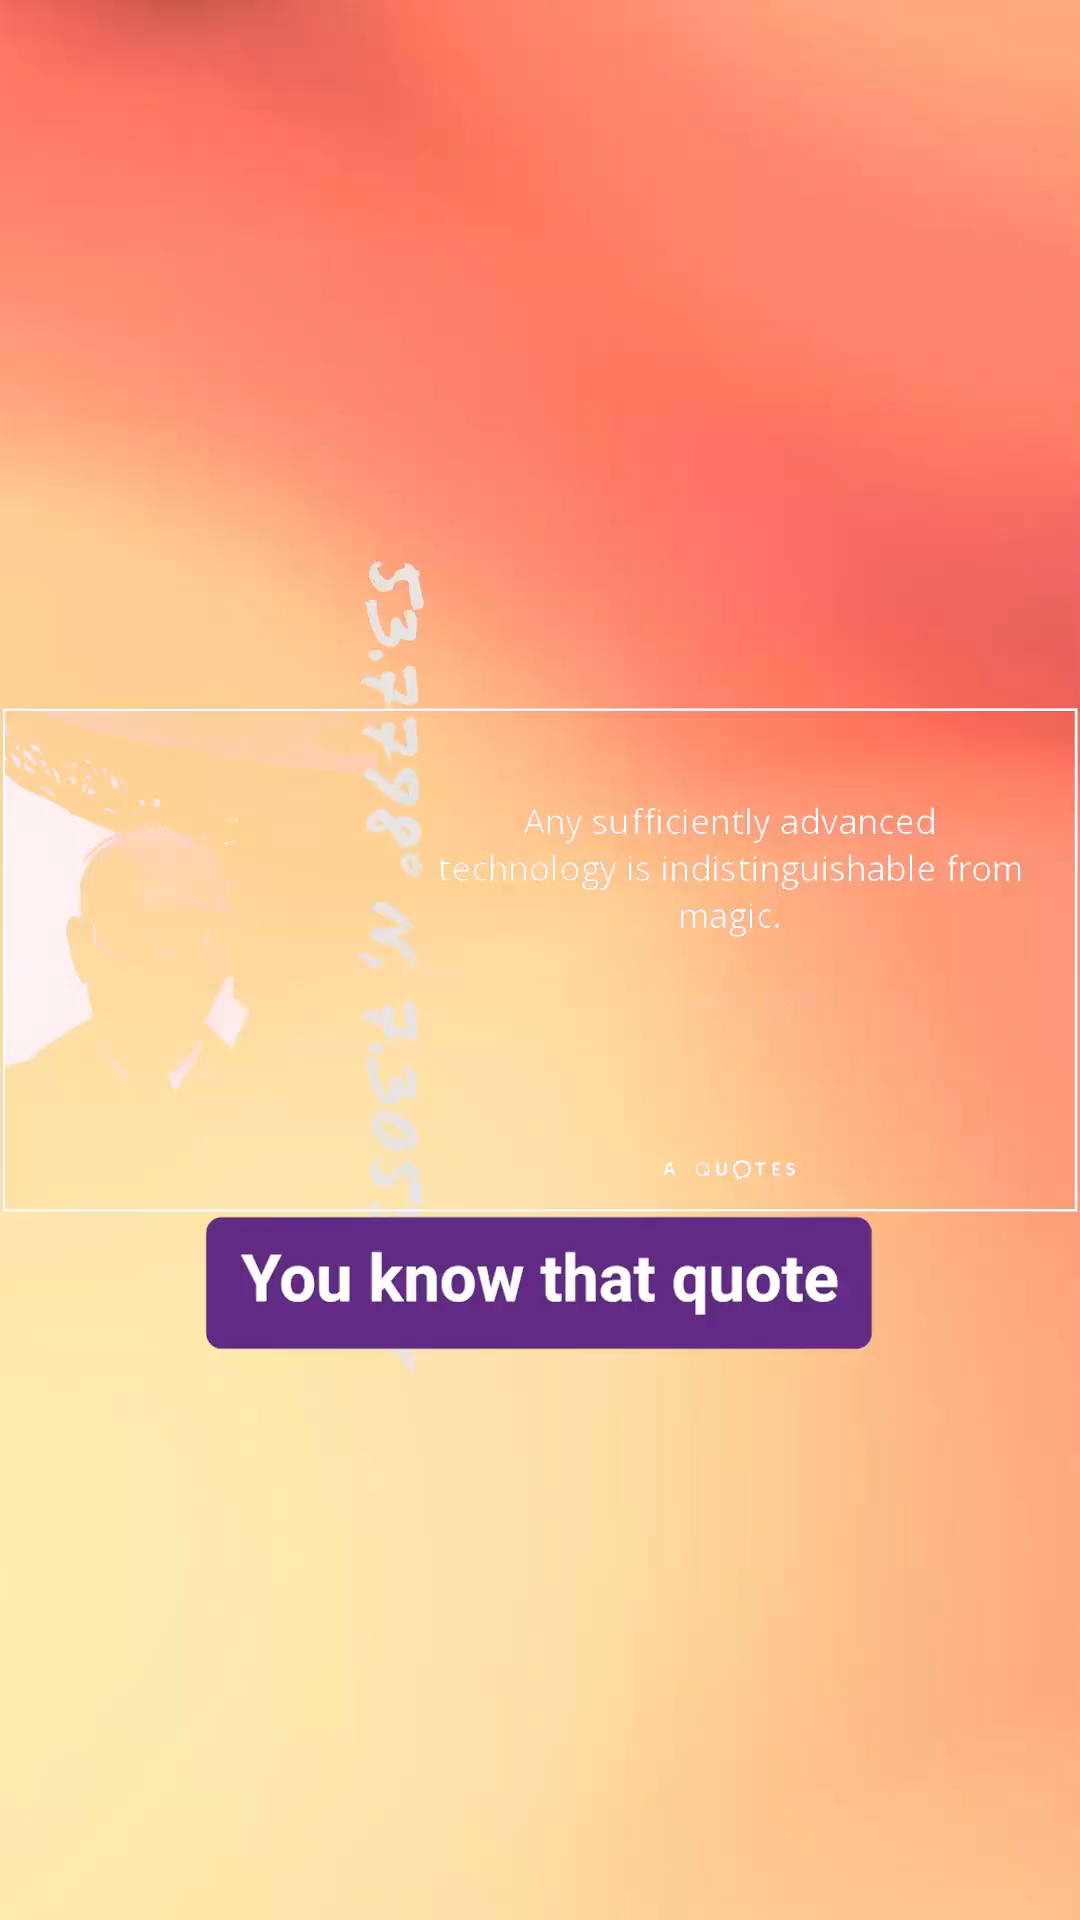 53.7798° N, 7.305
Any sufficiently advanced
technology is indistinguishable from
magic.
A QUOTES
You know that quote